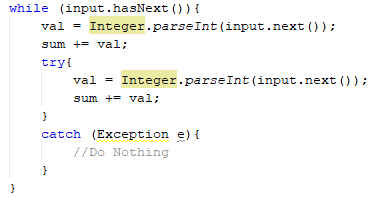 while (input.hasNext()){
    val = Integer.parseInt(input.next());
    sum += val;
    try{
        val = Integer.parseInt(input.next());
        sum += val;
    }
    catch (Exception e){
        //Do Nothing
    }
}